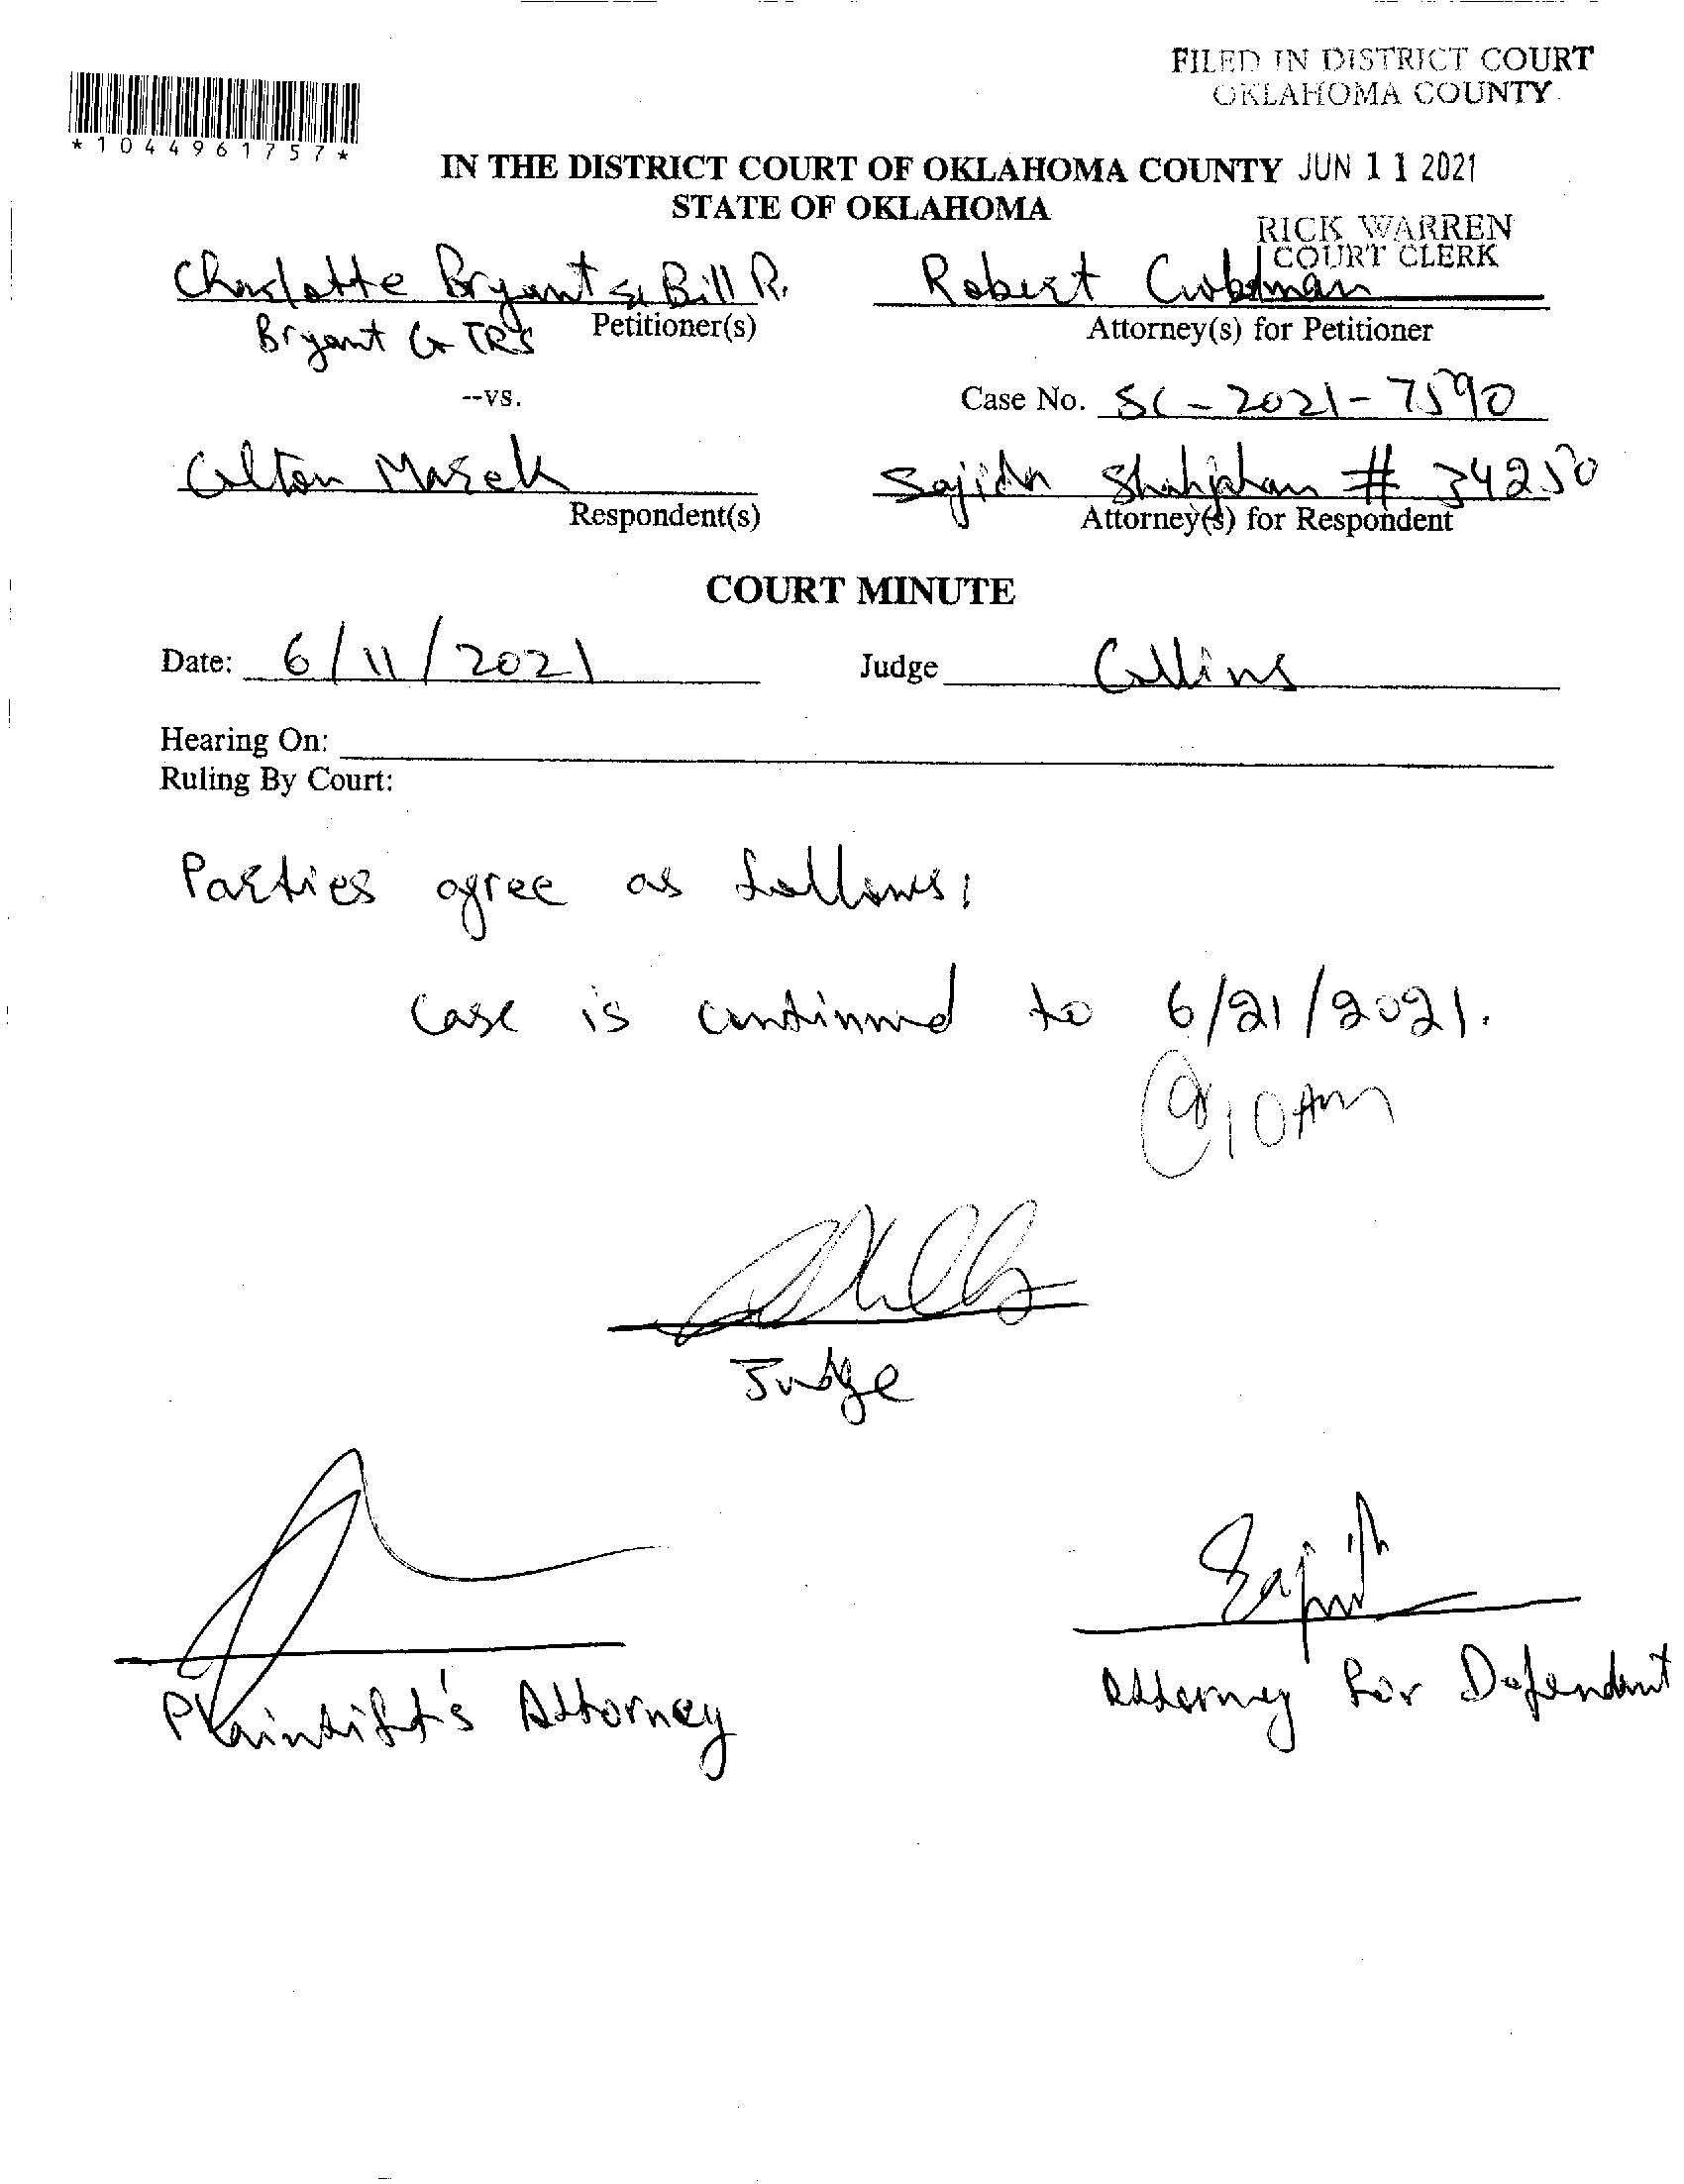 FILED IN DISTRICT COURT
OKLAHOMA COUNTY
*1044961757*
IN THE DISTRICT COURT OF OKLAHOMA COUNTY JUN 11 2021
STATE OF OKLAHOMA
RICK WARREN
COURT CLERK
Charlotte Bryant & Bill R. Robert
Bryant Co TRS Petitioner(s) Attorney(s) for Petitioner
--vs.
Case No. SC-2021-7590
Colton Masek Sajida Shahjahan # 34250
Respondent(s) Attorney(s) for Respondent
COURT MINUTE
Date: 6/11/2021 Judge Collins
Hearing On:
Ruling By Court:
Parties agree as follows:
Case is continued to 6/21/2021.
@ 10 AM
Judge
Plaintiff's Attorney
Attorney for Defendant